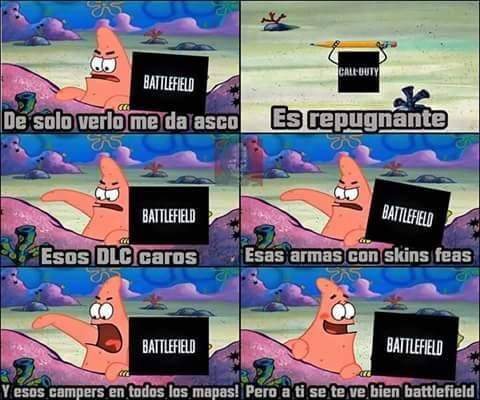 BATTLEFIELD
De solo verlo me da asco
CALL·DUTY
Es repugnante
BATTLEFIELD
Esos DLC caros
BATTLEFIELD
Esas armas con skins feas
BATTLEFIELD
Y esos campers en todos los mapas!
BATTLEFIELD
Pero a ti se te ve bien battlefield